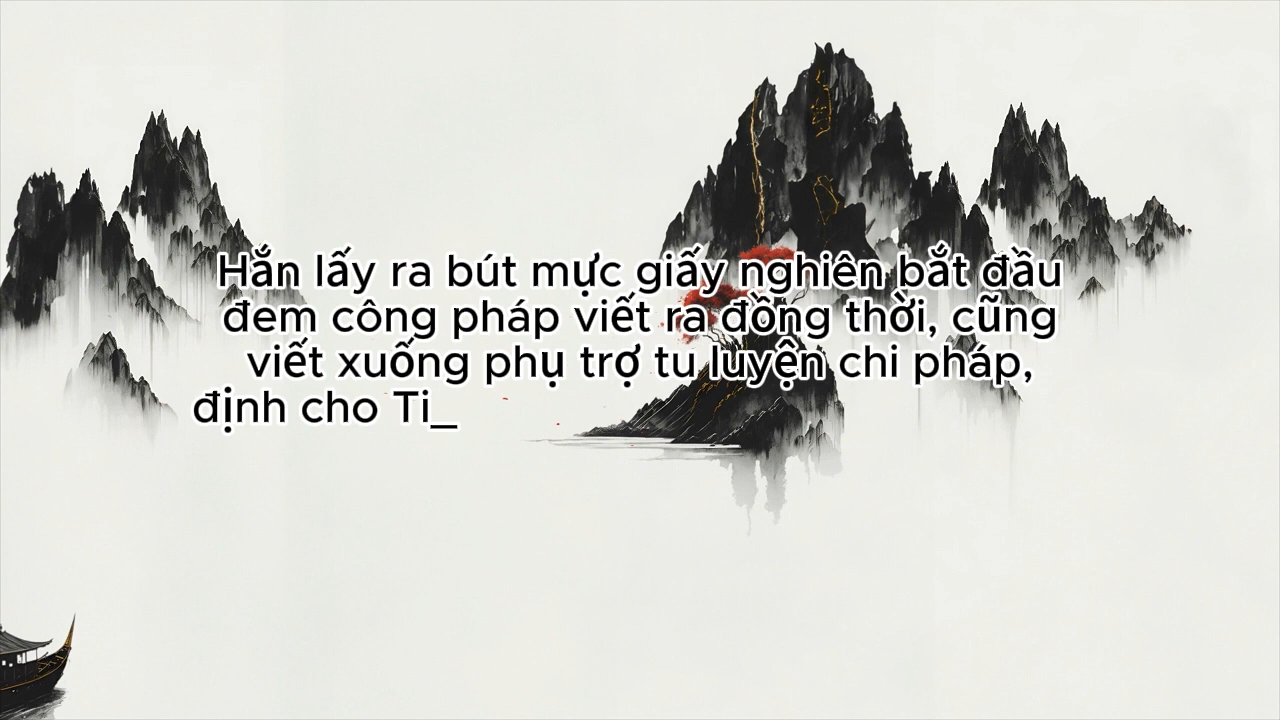 Hắn lấy ra bút mực giấy nghiên bắt đầu
đem công pháp viết ra đồng thời, cũng
viết xuống phụ trợ tu luyện chi pháp,
định cho Ti_